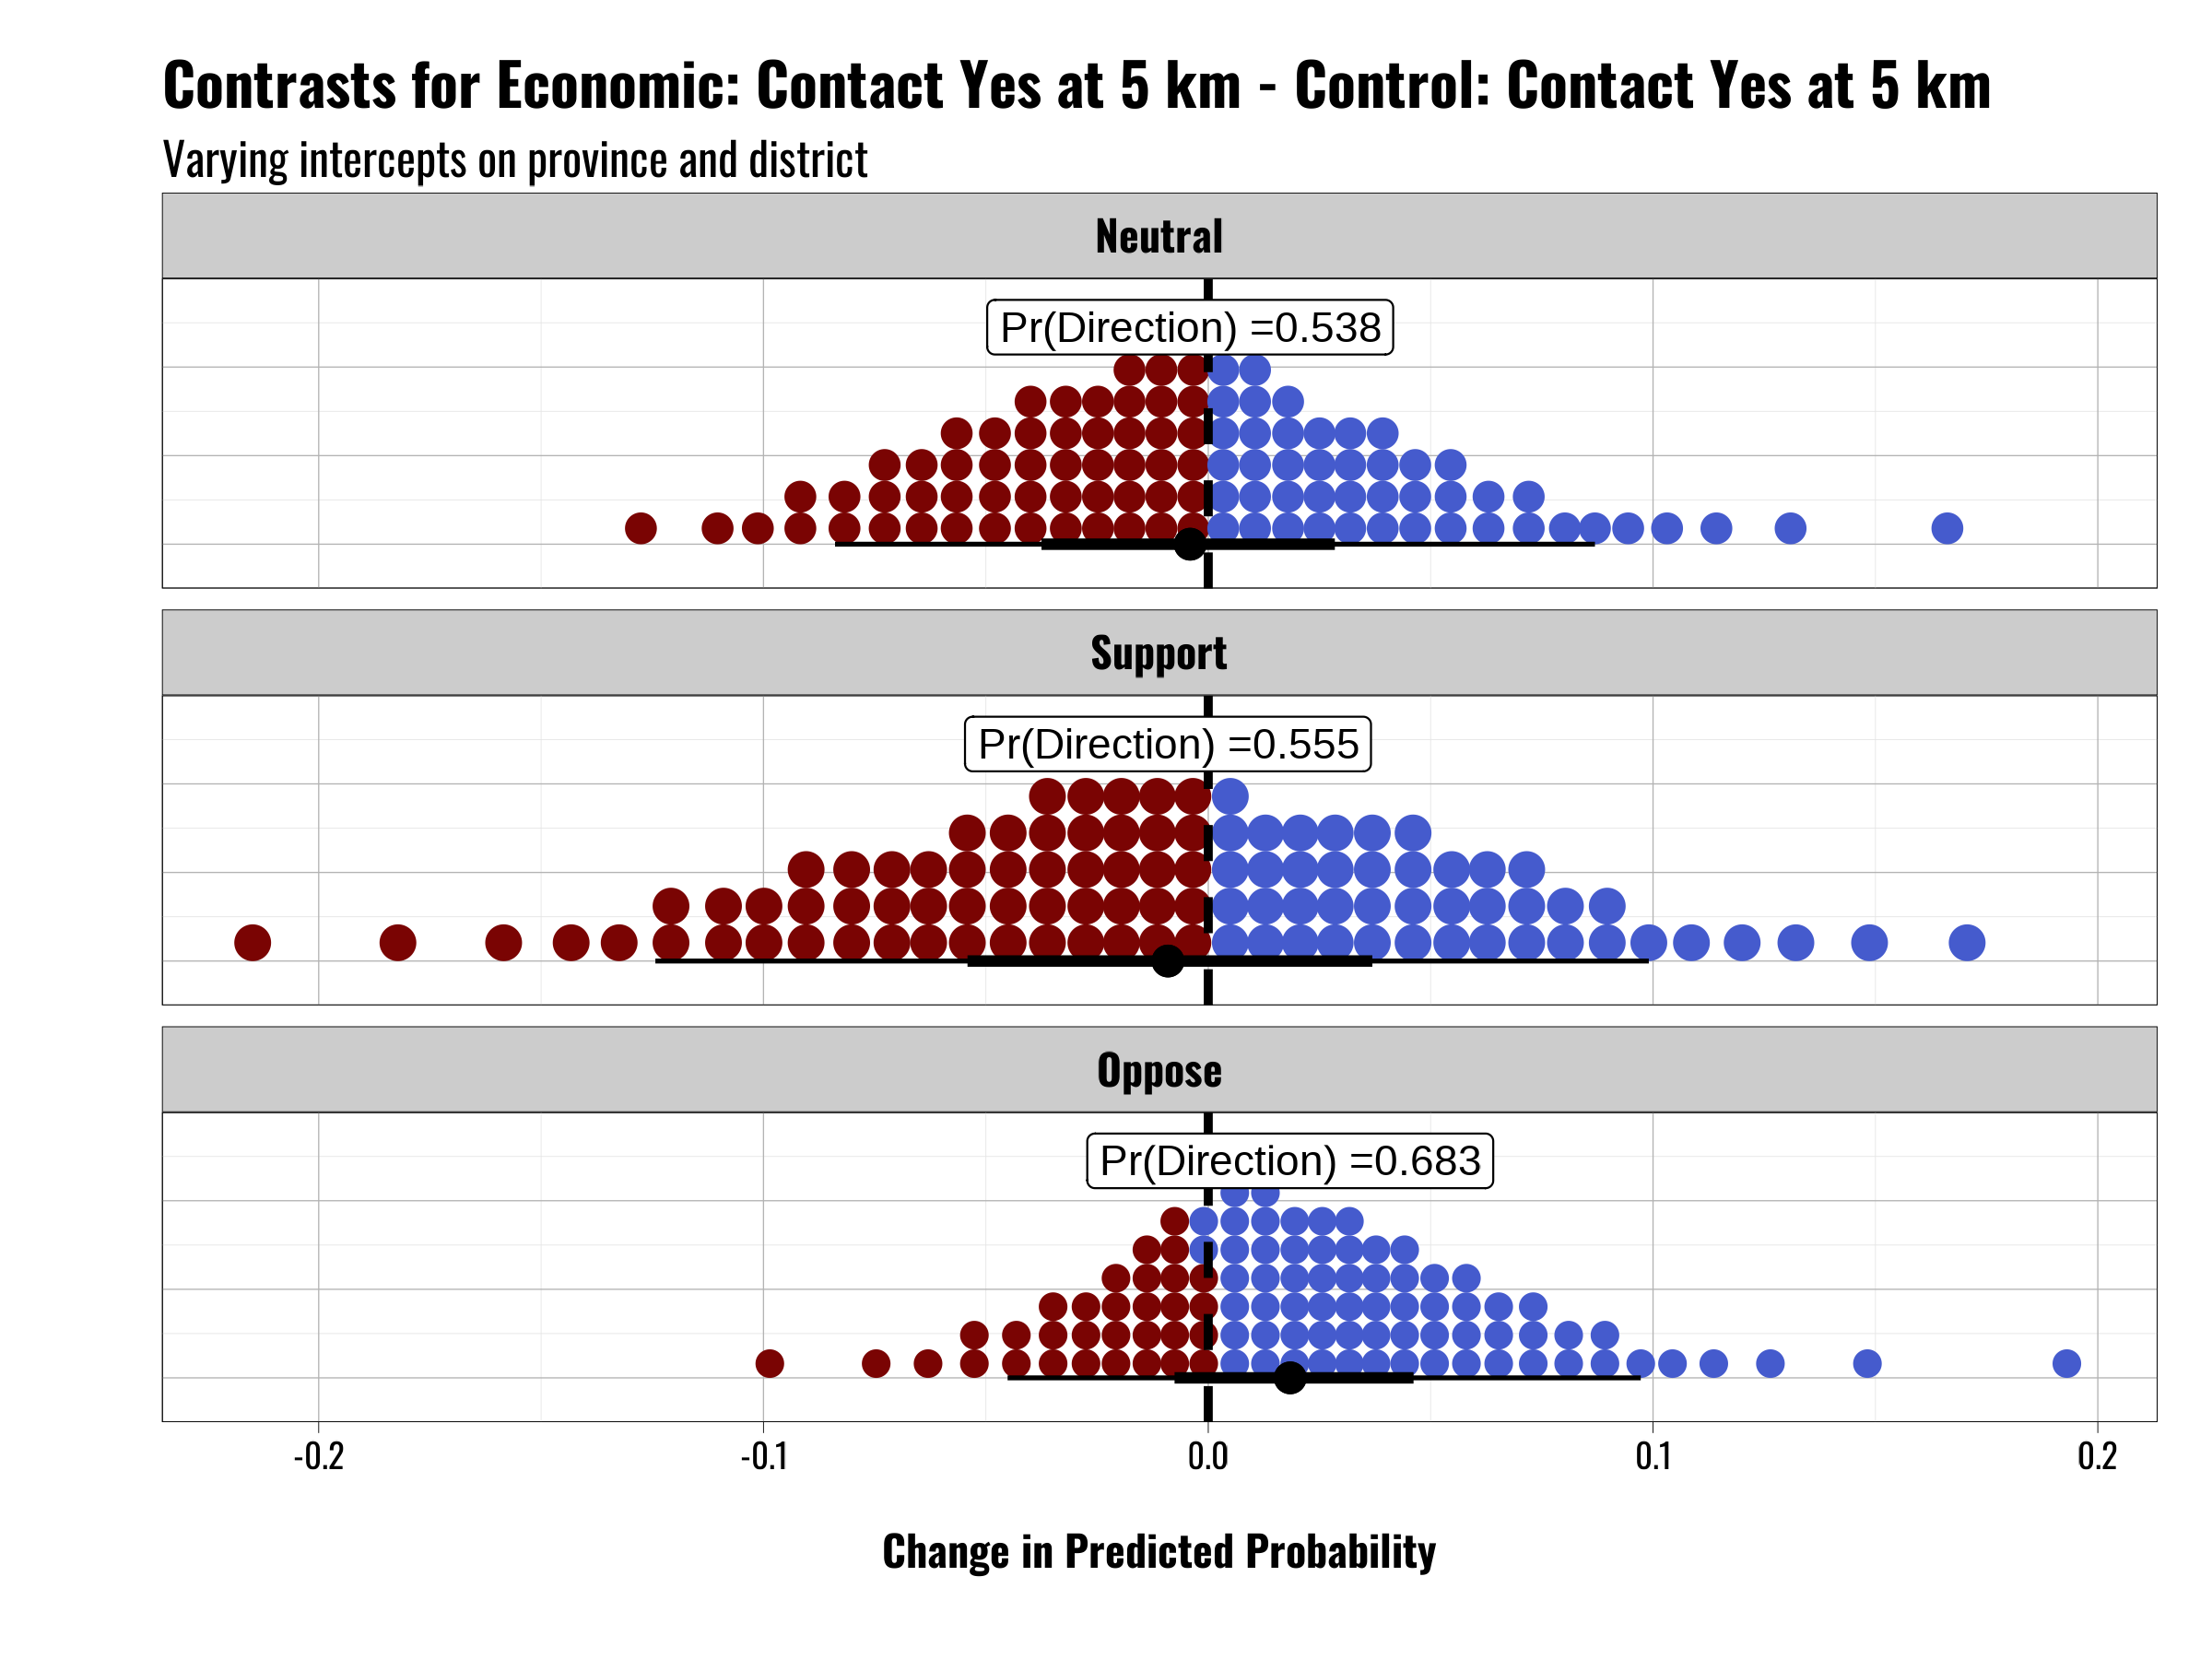 Contrasts for Economic: Contact Yes at 5 km - Control: Contact Yes at 5 km
Varying intercepts on province and district
Neutral
Pr(Direction) =0.538
Support
Pr(Direction) =0.555
Oppose
Pr(Direction) =0.683
-0.2 -0.1 0.0 0.1 0.2
Change in Predicted Probability